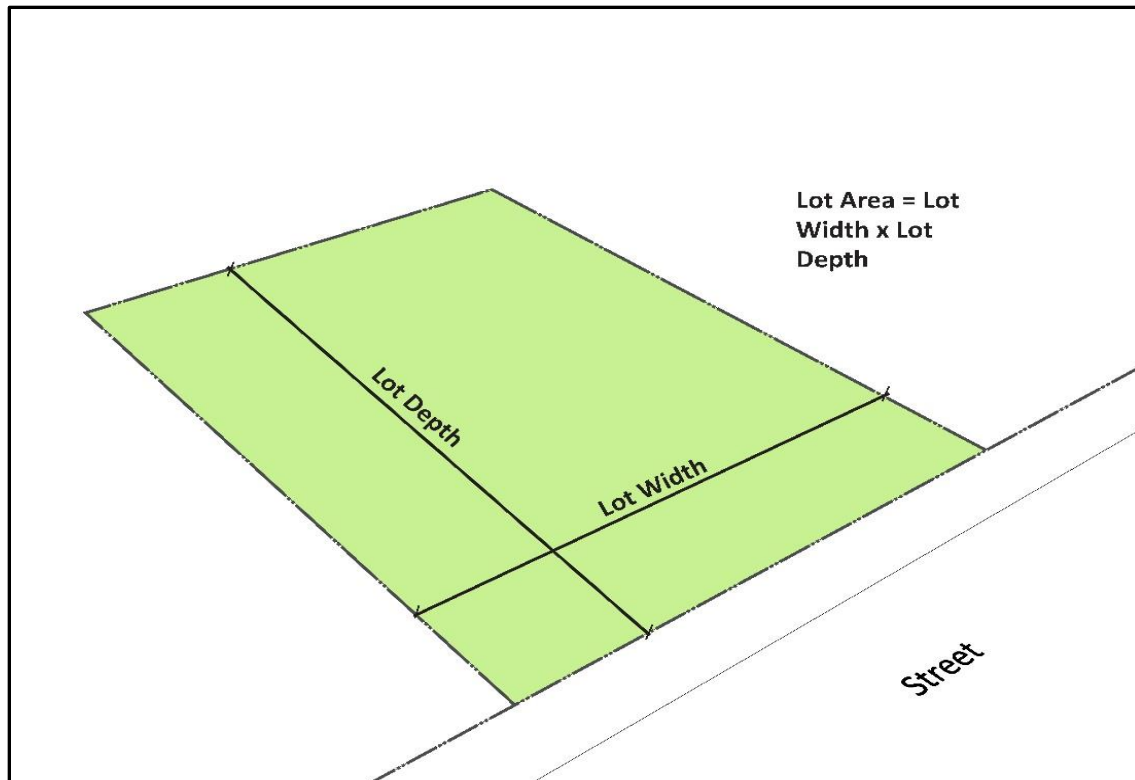 Lot Area = Lot
Width x Lot
Depth
Lot Depth
Lot Width
Street